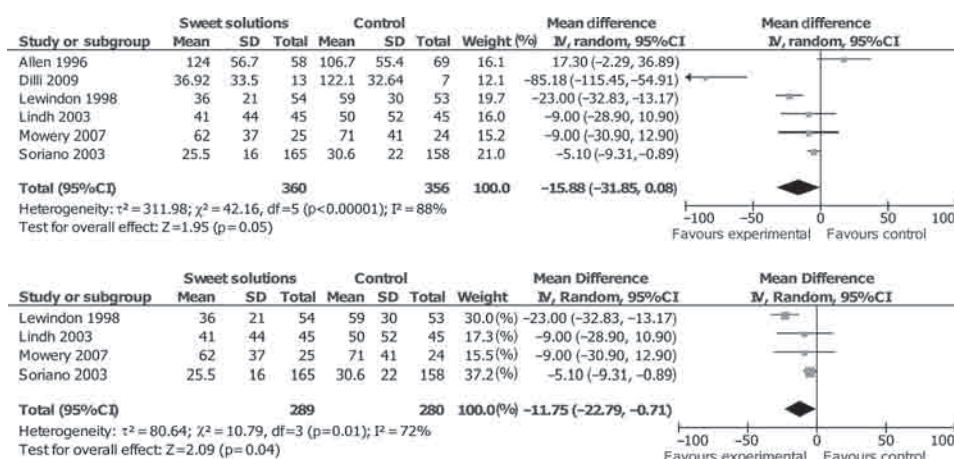 Sweet solutions Control Mean difference Mean difference
Study or subgroup Mean SD Total Mean SD Total Weight (%) IV, random, 95%CI IV, random, 95%CI
Allen 1996 124 56.7 58 106.7 55.4 69 16.1 17.30 (−2.29, 36.89)
Dilli 2009 36.92 33.5 13 122.1 32.64 7 12.1 −85.18 (−115.45, −54.91)
Lewindon 1998 36 21 54 59 30 53 19.7 −23.00 (−32.83, −13.17)
Lindh 2003 41 44 45 50 52 45 16.0 −9.00 (−28.90, 10.90)
Mowery 2007 62 37 25 71 41 24 15.2 −9.00 (−30.90, 12.90)
Soriano 2003 25.5 16 165 30.6 22 158 21.0 −5.10 (−9.31, −0.89)
Total (95%CI) 360 356 100.0 −15.88 (−31.85, 0.08)
Heterogeneity: τ² = 311.98; χ² = 42.16, df=5 (p<0.00001); I² = 88%
Test for overall effect: Z=1.95 (p=0.05)
−100 −50 0 50 100
Favours experimental Favours control
Sweet solutions Control Mean Difference Mean Difference
Study or subgroup Mean SD Total Mean SD Total Weight IV, Random, 95%CI IV, Random, 95%CI
Lewindon 1998 36 21 54 59 30 53 30.0(%) −23.00 (−32.83, −13.17)
Lindh 2003 41 44 45 50 52 45 17.3(%) −9.00 (−28.90, 10.90)
Mowery 2007 62 37 25 71 41 24 15.5(%) −9.00 (−30.90, 12.90)
Soriano 2003 25.5 16 165 30.6 22 158 37.2(%) −5.10 (−9.31, −0.89)
Total (95%CI) 289 280 100.0(%) −11.75 (−22.79, −0.71)
Heterogeneity: τ² = 80.64; χ² = 10.79, df=3 (p=0.01); I² = 72%
Test for overall effect: Z=2.09 (p=0.04)
−100 −50 0 50 100
Favours experimental Favours control